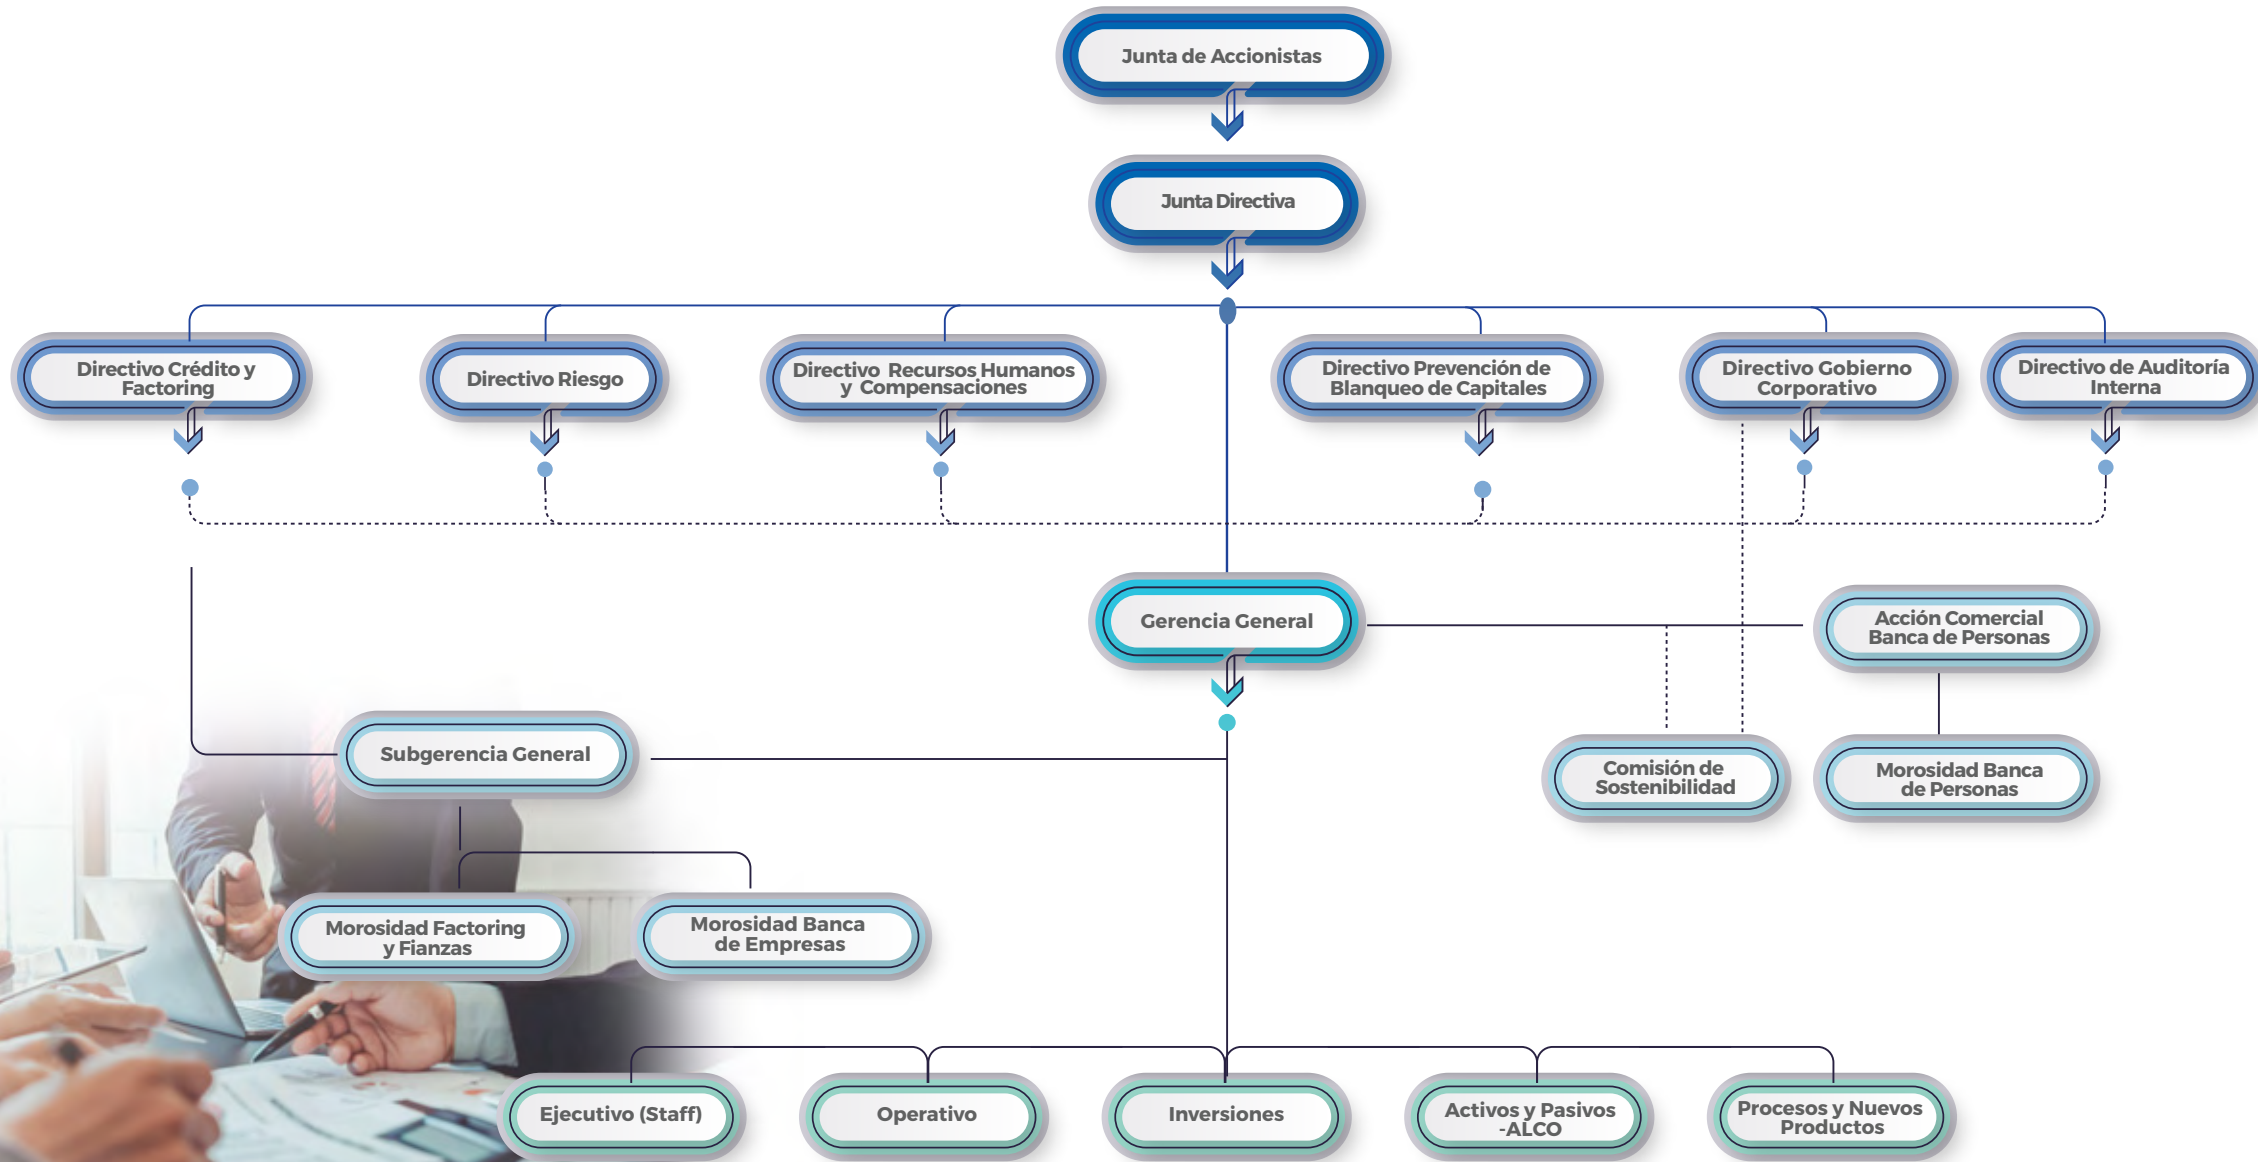 Junta de Accionistas
Junta Directiva
Directivo Crédito y
Factoring
Directivo Riesgo
Directivo Recursos Humanos
y Compensaciones
Directivo Prevención de
Blanqueo de Capitales
Directivo Gobierno
Corporativo
Directivo de Auditoría
Interna
Gerencia General
Acción Comercial
Banca de Personas
Subgerencia General
Comisión de
Sostenibilidad
Morosidad Banca
de Personas
Morosidad Factoring
y Fianzas
Morosidad Banca
de Empresas
Ejecutivo (Staff)
Operativo
Inversiones
Activos y Pasivos
-ALCO
Procesos y Nuevos
Productos